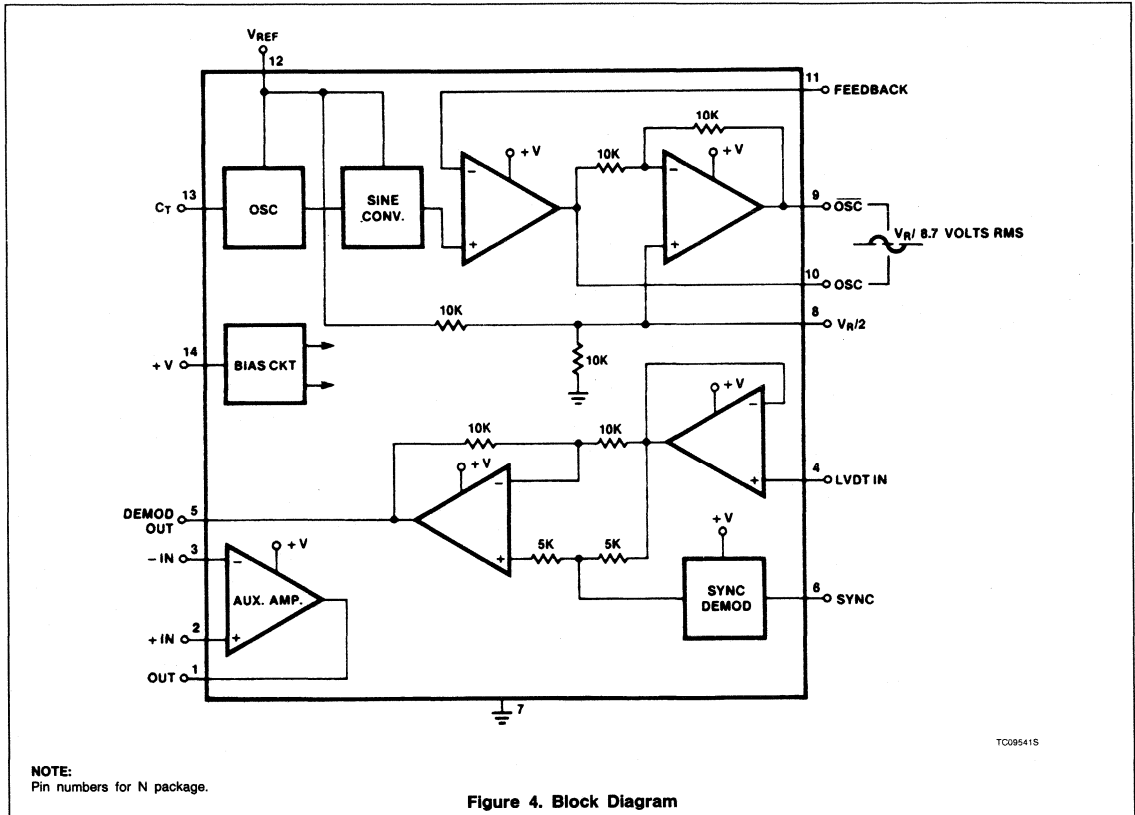 VREF
12
11
FEEDBACK
10K
10K
+V
+V
13
CT
OSC
SINE
CONV.
9
OSC
VR/ 8.7 VOLTS RMS
10
OSC
10K
8
VR/2
14
+V
BIAS CKT
10K
+V
10K
10K
+V
4
LVDT IN
5
DEMOD
OUT
3
-IN
+V
5K
5K
+V
AUX. AMP.
SYNC
DEMOD
6
SYNC
2
+IN
1
OUT
7
TC09541S
NOTE:
Pin numbers for N package.
Figure 4. Block Diagram